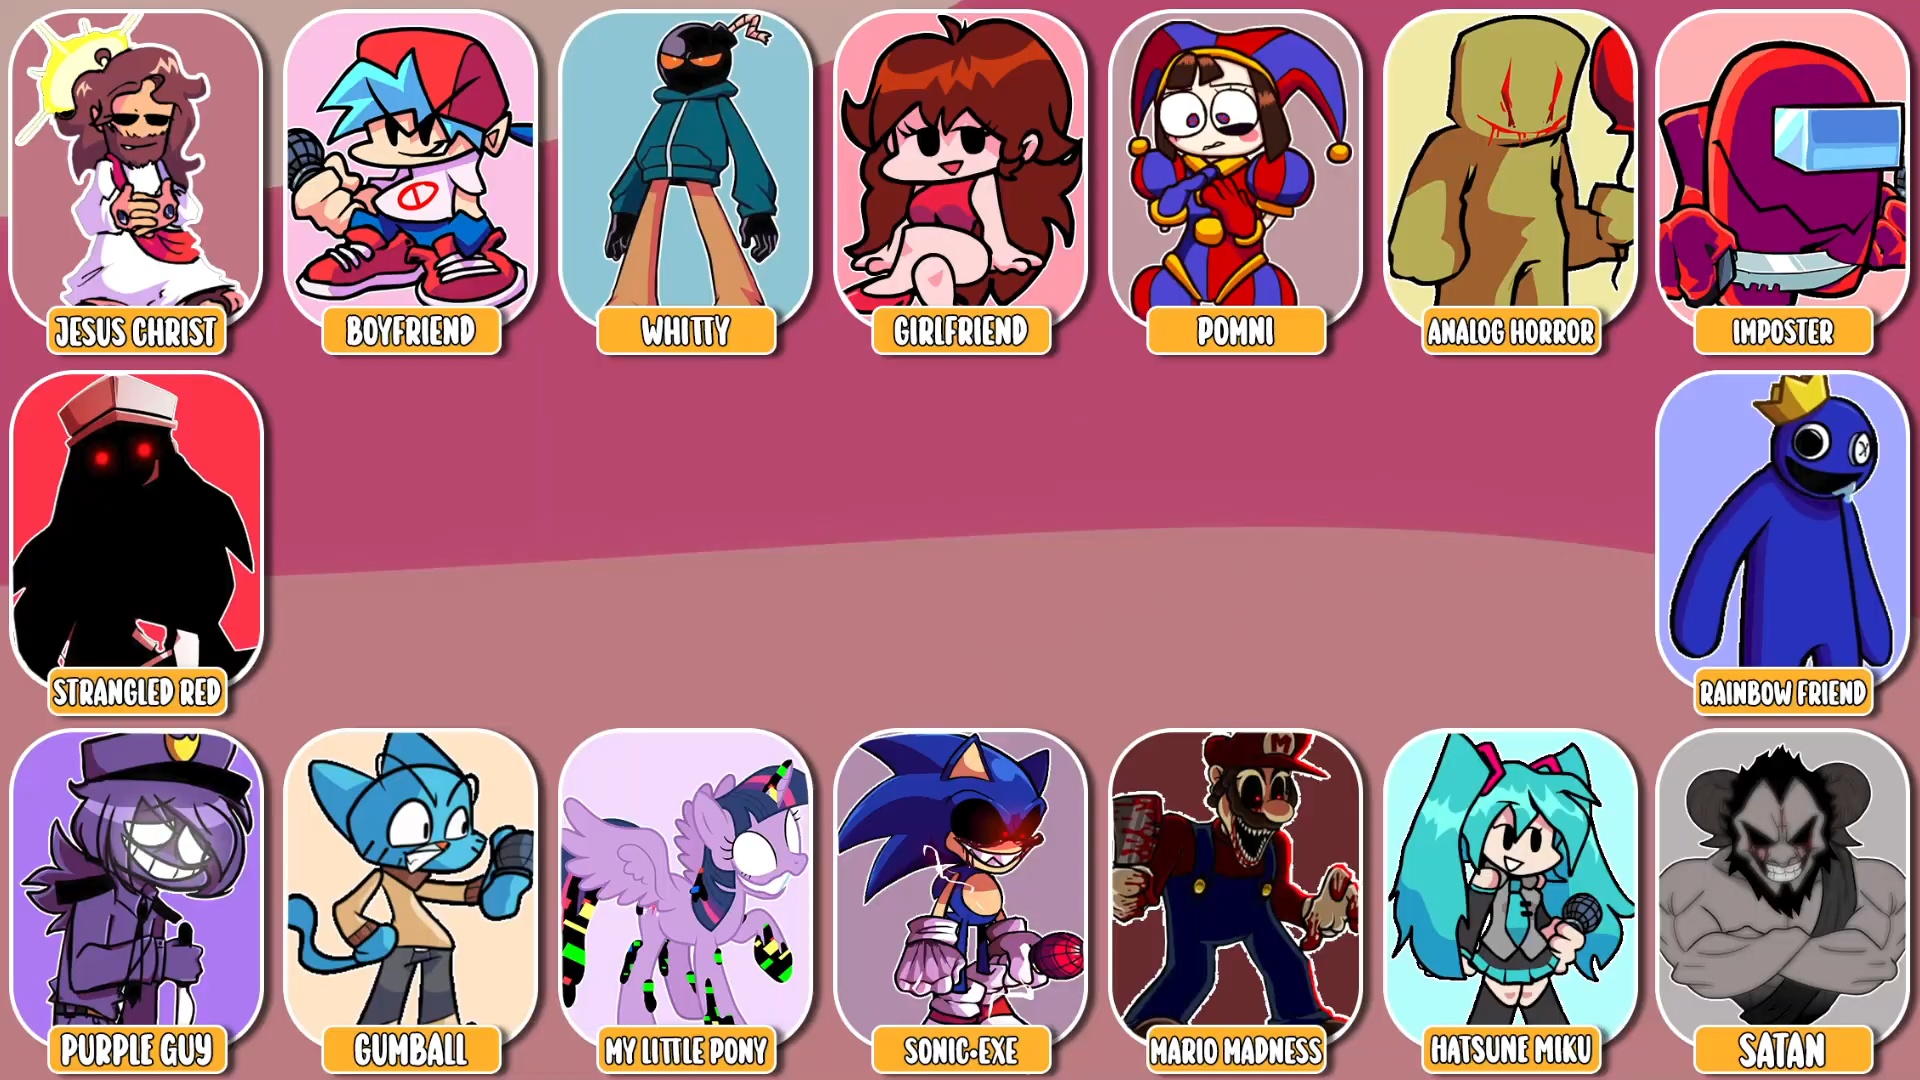 JESUS CHRIST
BOYFRIEND
WHITTY
GIRLFRIEND
POMNI
ANALOG HORROR
IMPOSTER
STRANGLED RED
RAINBOW FRIEND
M
PURPLE GUY
GUMBALL
MY LITTLE PONY
SONIC•EXE
MARIO MADNESS
HATSUNE MIKU
SATAN